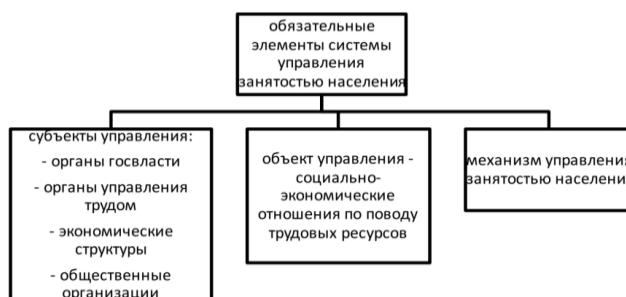 обязательные
элементы системы
управления
занятостью населения
субъекты управления:
- органы госвласти
- органы управления
трудом
- экономические
структуры
- общественные
организации
объект управления -
социально-
экономические
отношения по поводу
трудовых ресурсов
механизм управления
занятостью населения